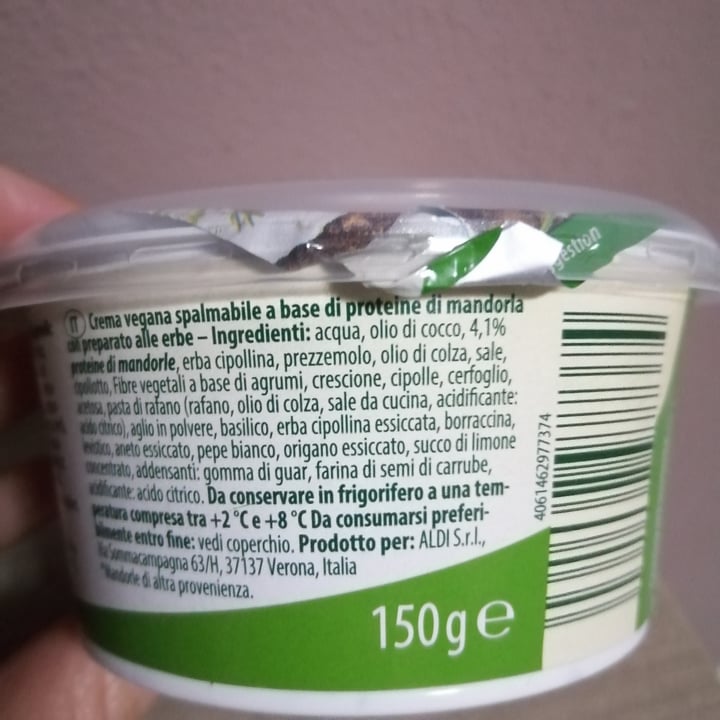 gestion
IT Crema vegana spalmabile a base di proteine di mandorla
con preparato alle erbe – Ingredienti: acqua, olio di cocco, 4,1%
proteine di mandorle, erba cipollina, prezzemolo, olio di colza, sale,
cipollotto, Fibre vegetali a base di agrumi, crescione, cipolle, cerfoglio,
acetosa, pasta di rafano (rafano, olio di colza, sale da cucina, acidificante:
acido citrico), aglio in polvere, basilico, erba cipollina essiccata, borraccina,
levistico, aneto essiccato, pepe bianco, origano essiccato, succo di limone
concentrato, addensanti: gomma di guar, farina di semi di carrube,
acidificante: acido citrico. Da conservare in frigorifero a una tem-
peratura compresa tra +2 °C e +8 °C Da consumarsi preferi-
bilmente entro fine: vedi coperchio. Prodotto per: ALDI S.r.l.,
Via Sommacampagna 63/H, 37137 Verona, Italia
*Mandorle di altra provenienza.
150g e
4061462977374